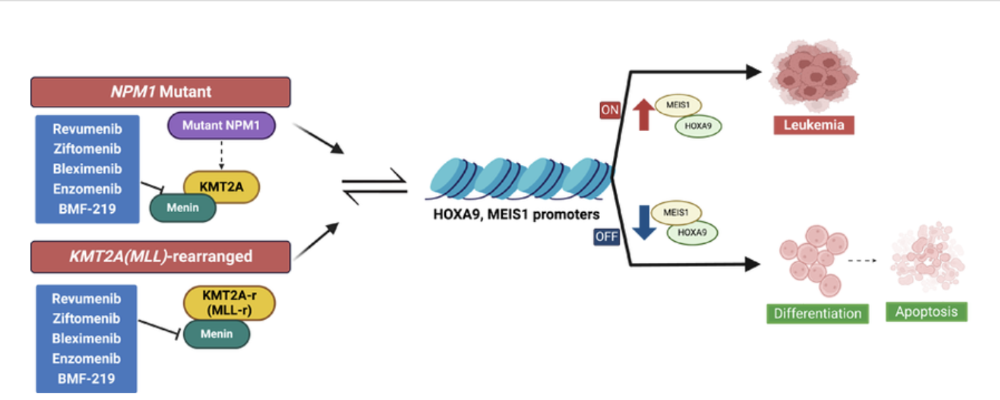 NPM1 Mutant
Revumenib
Ziftomenib
Bleximenib
Enzomenib
BMF-219
Mutant NPM1
KMT2A
Menin
KMT2A(MLL)-rearranged
Revumenib
Ziftomenib
Bleximenib
Enzomenib
BMF-219
KMT2A-r
(MLL-r)
Menin
HOXA9, MEIS1 promoters
ON
MEIS1
HOXA9
Leukemia
OFF
MEIS1
HOXA9
Differentiation
Apoptosis